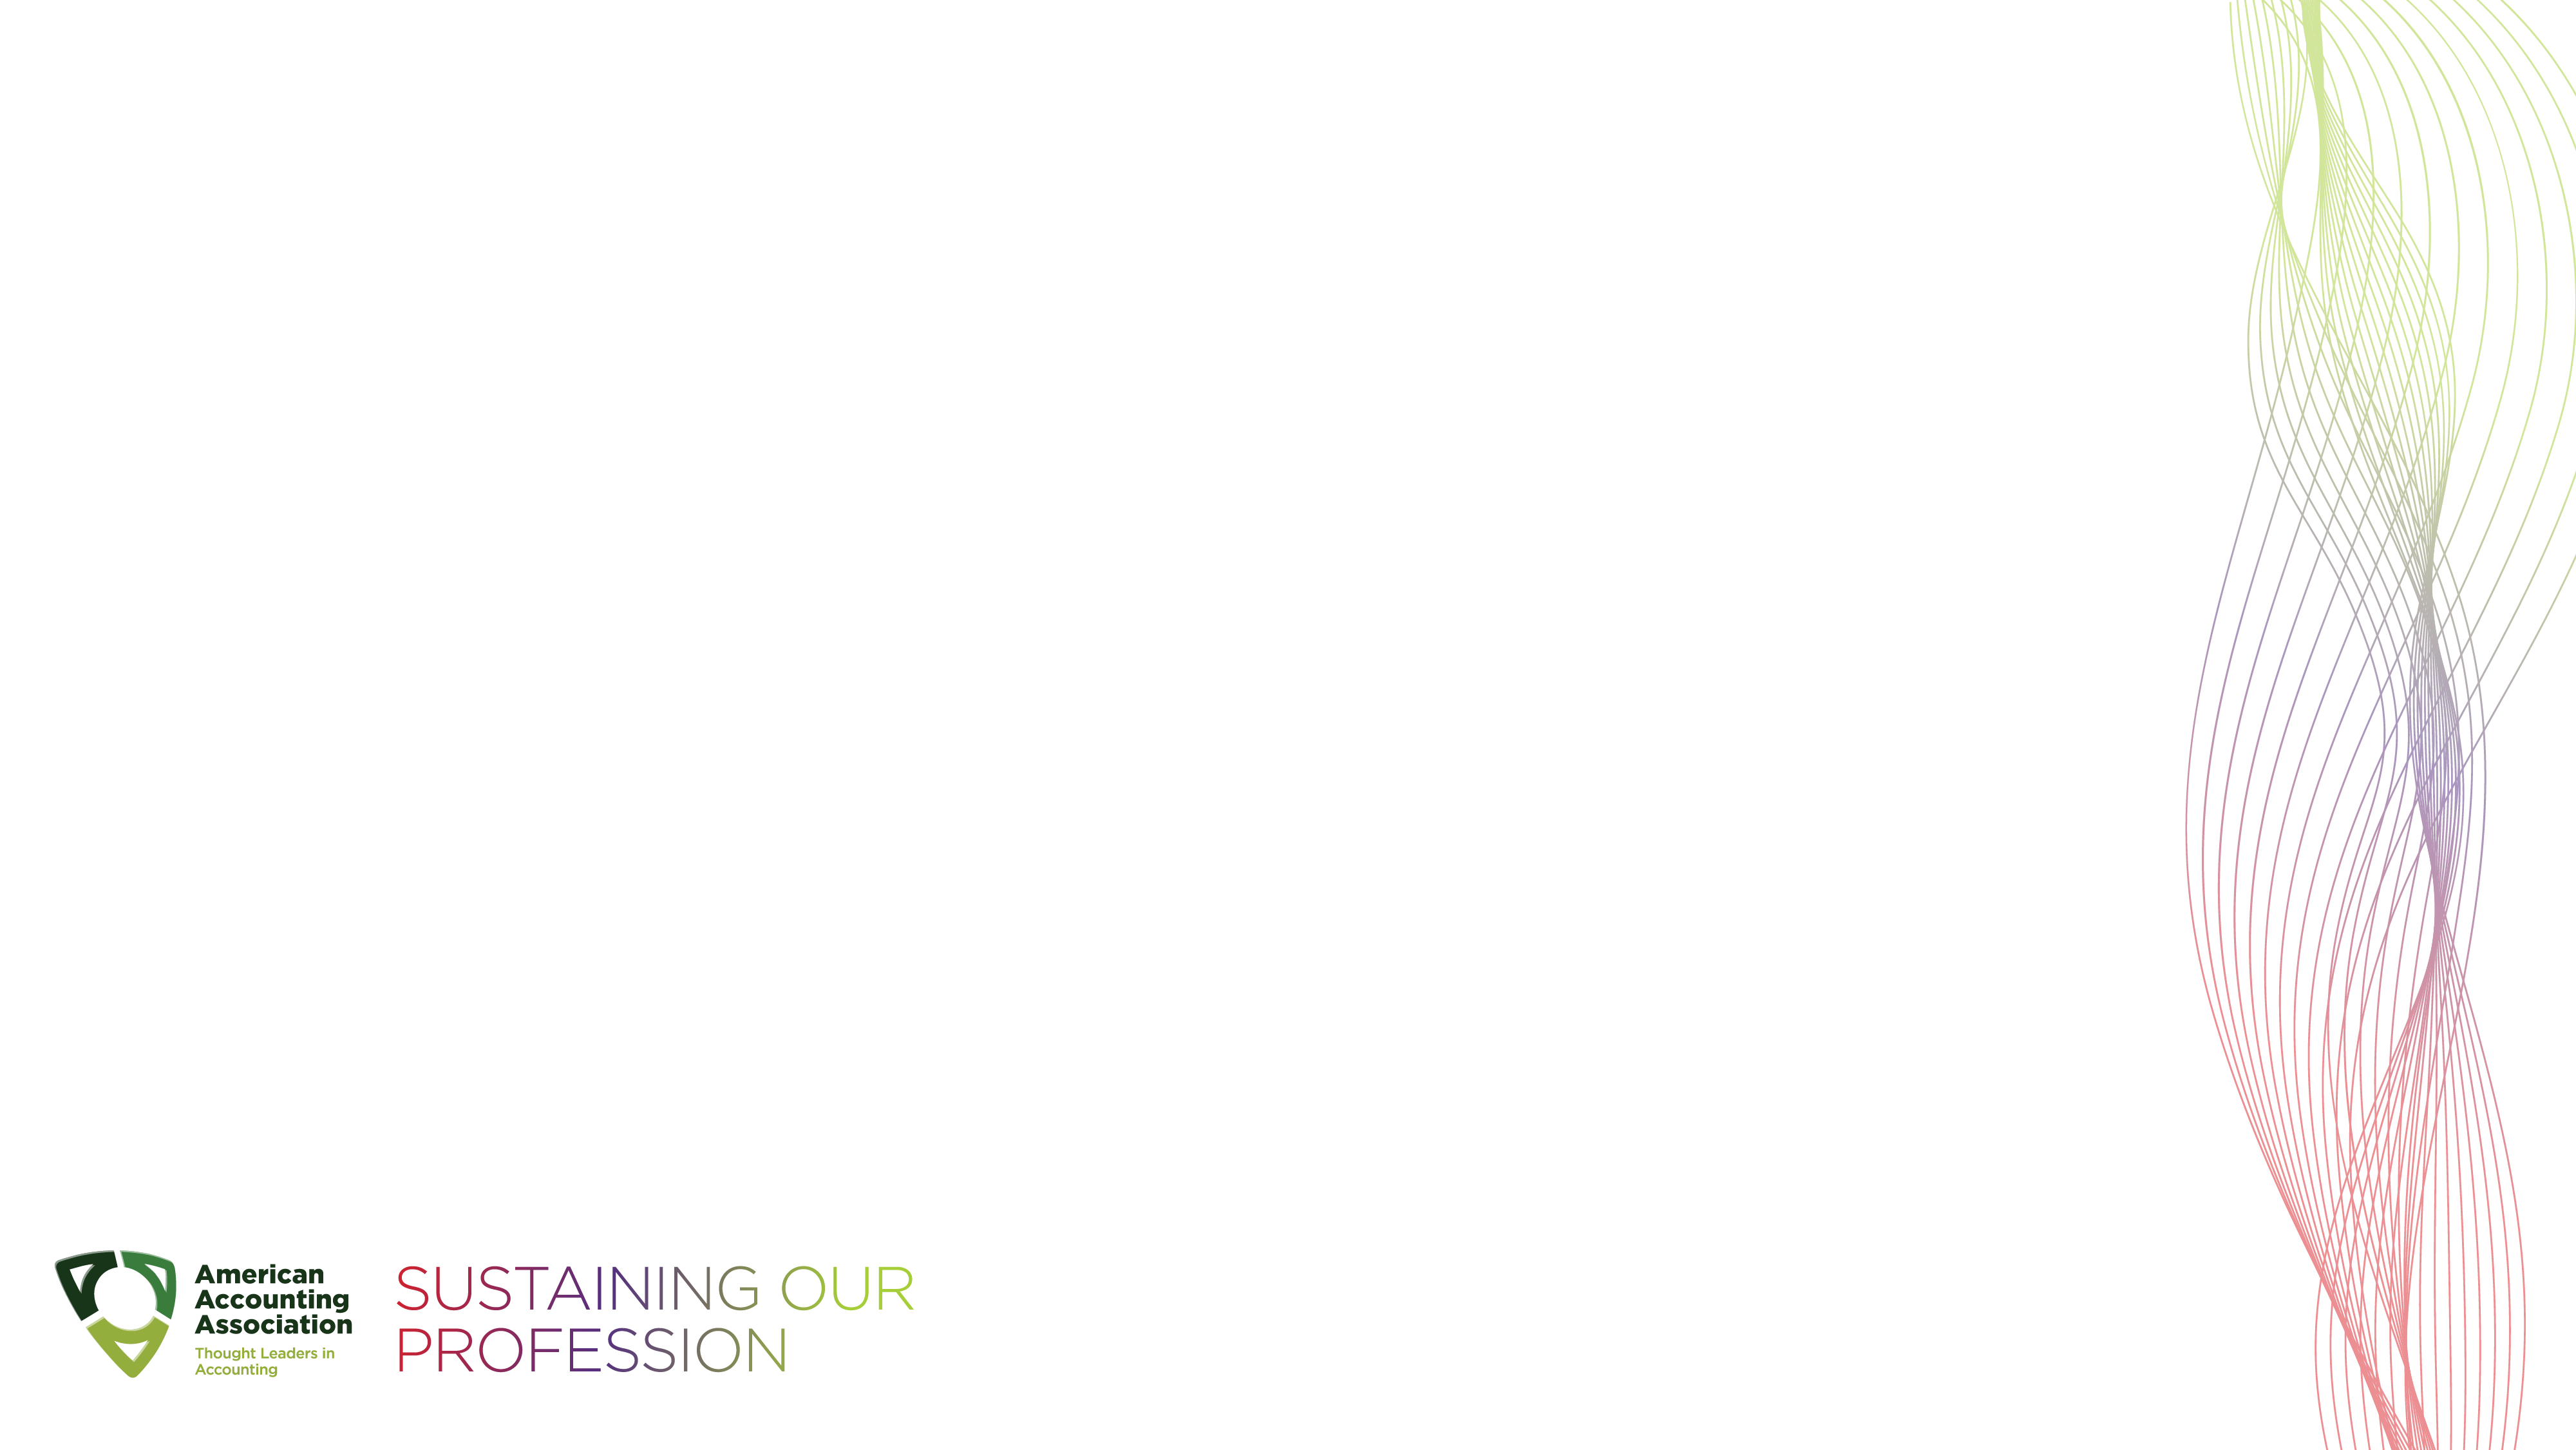 American
Accounting
Association
Thought Leaders in
Accounting
SUSTAINING OUR
PROFESSION